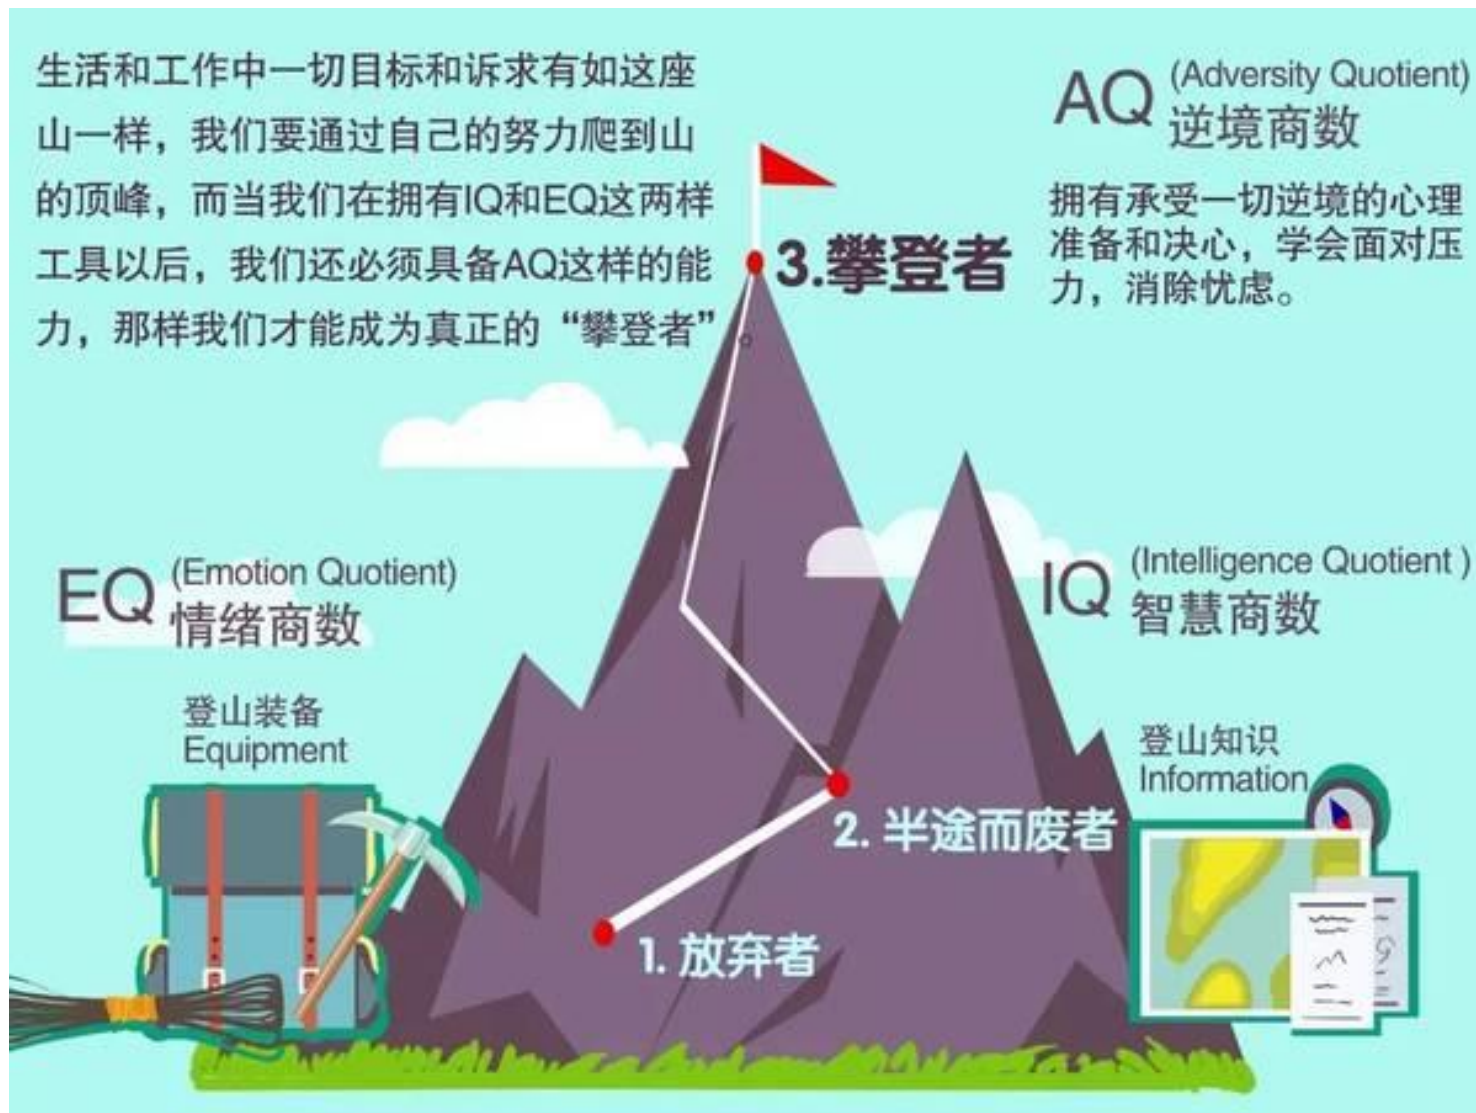 生活和工作中一切目标和诉求有如这座
山一样，我们要通过自己的努力爬到山
的顶峰，而当我们在拥有IQ和EQ这两样
工具以后，我们还必须具备AQ这样的能
力，那样我们才能成为真正的“攀登者”
AQ (Adversity Quotient)
逆境商数
拥有承受一切逆境的心理
准备和决心，学会面对压
力，消除忧虑。
3.攀登者
EQ (Emotion Quotient)
情绪商数
登山装备
Equipment
IQ (Intelligence Quotient )
智慧商数
登山知识
Information
2. 半途而废者
1. 放弃者